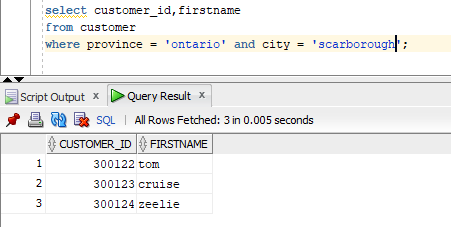 select customer_id,firstname
from customer
where province = 'ontario' and city = 'scarborough';
Script Output x Query Result x
SQL | All Rows Fetched: 3 in 0.005 seconds
CUSTOMER_ID FIRSTNAME
1 300122 tom
2 300123 cruise
3 300124 zeelie